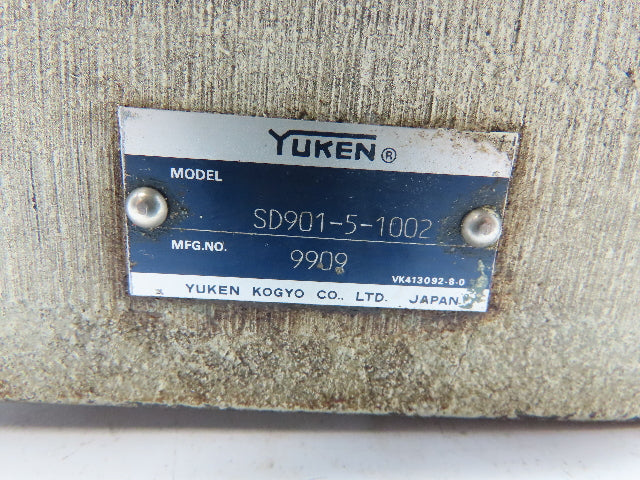 YUKEN ®
MODEL
SD901-5-1002
MFG.NO.
9909
VK413092-8-0
YUKEN KOGYO CO., LTD. JAPAN